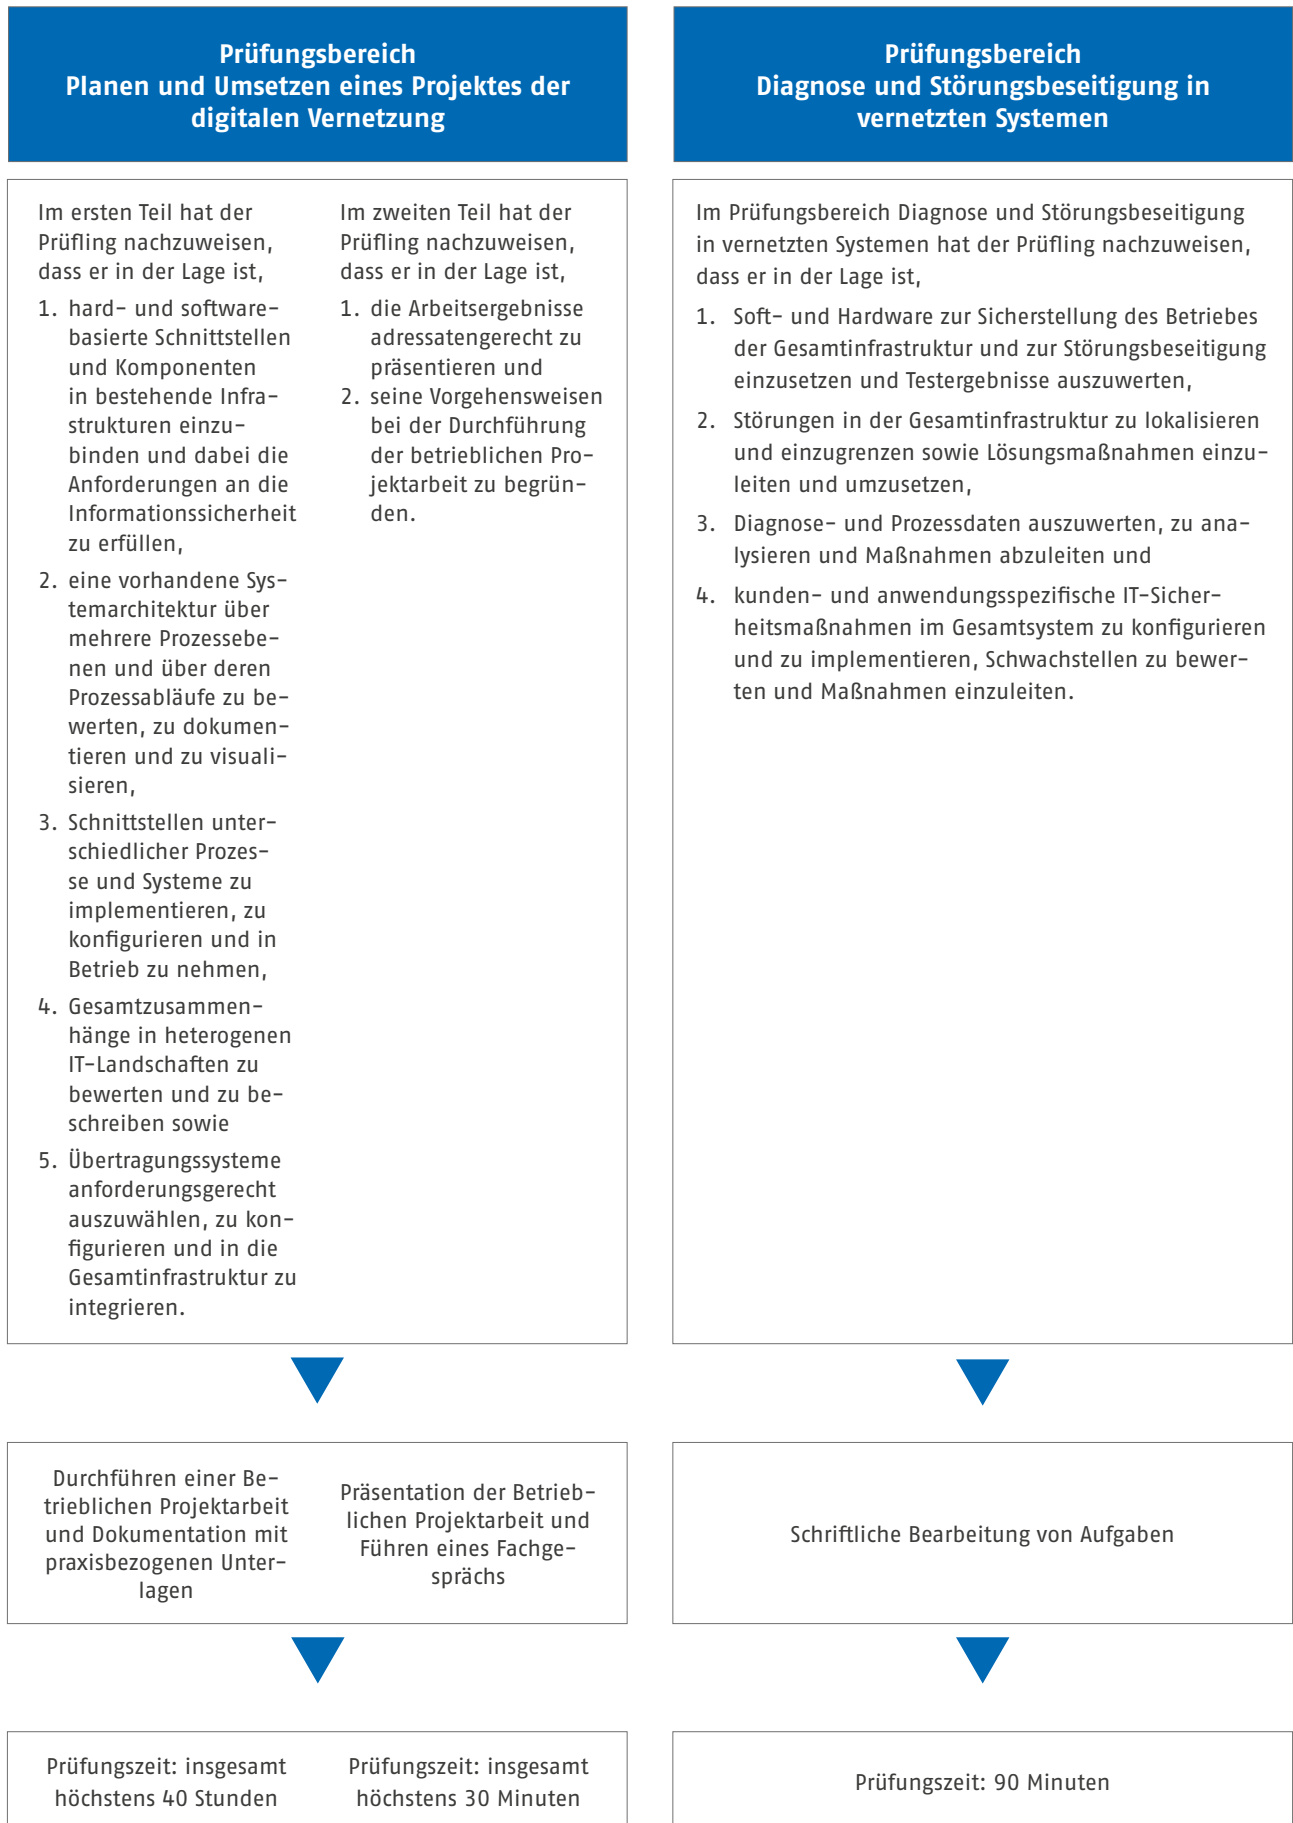 Prüfungsbereich
Planen und Umsetzen eines Projektes der
digitalen Vernetzung
Im ersten Teil hat der
Prüfling nachzuweisen,
dass er in der Lage ist,
1. hard- und software-
basierte Schnittstellen
und Komponenten
in bestehende Infra-
strukturen einzu-
binden und dabei die
Anforderungen an die
Informationssicherheit
zu erfüllen,
2. eine vorhandene Sys-
temarchitektur über
mehrere Prozessebe-
nen und über deren
Prozessabläufe zu be-
werten, zu dokumen-
tieren und zu visuali-
sieren,
3. Schnittstellen unter-
schiedlicher Prozes-
se und Systeme zu
implementieren, zu
konfigurieren und in
Betrieb zu nehmen,
4. Gesamtzusammen-
hänge in heterogenen
IT-Landschaften zu
bewerten und zu be-
schreiben sowie
5. Übertragungssysteme
anforderungsgerecht
auszuwählen, zu kon-
figurieren und in die
Gesamtinfrastruktur zu
integrieren.
Im zweiten Teil hat der
Prüfling nachzuweisen,
dass er in der Lage ist,
1. die Arbeitsergebnisse
adressatengerecht zu
präsentieren und
2. seine Vorgehensweisen
bei der Durchführung
der betrieblichen Pro-
jektarbeit zu begrün-
den.
Durchführen einer Be-
trieblichen Projektarbeit
und Dokumentation mit
praxisbezogenen Unter-
lagen
Präsentation der Betrieb-
lichen Projektarbeit und
Führen eines Fachge-
sprächs
Prüfungszeit: insgesamt
höchstens 40 Stunden
Prüfungszeit: insgesamt
höchstens 30 Minuten
Prüfungsbereich
Diagnose und Störungsbeseitigung in
vernetzten Systemen
Im Prüfungsbereich Diagnose und Störungsbeseitigung
in vernetzten Systemen hat der Prüfling nachzuweisen,
dass er in der Lage ist,
1. Soft- und Hardware zur Sicherstellung des Betriebes
der Gesamtinfrastruktur und zur Störungsbeseitigung
einzusetzen und Testergebnisse auszuwerten,
2. Störungen in der Gesamtinfrastruktur zu lokalisieren
und einzugrenzen sowie Lösungsmaßnahmen einzu-
leiten und umzusetzen,
3. Diagnose- und Prozessdaten auszuwerten, zu ana-
lysieren und Maßnahmen abzuleiten und
4. kunden- und anwendungsspezifische IT-Sicher-
heitsmaßnahmen im Gesamtsystem zu konfigurieren
und zu implementieren, Schwachstellen zu bewer-
ten und Maßnahmen einzuleiten.
Schriftliche Bearbeitung von Aufgaben
Prüfungszeit: 90 Minuten